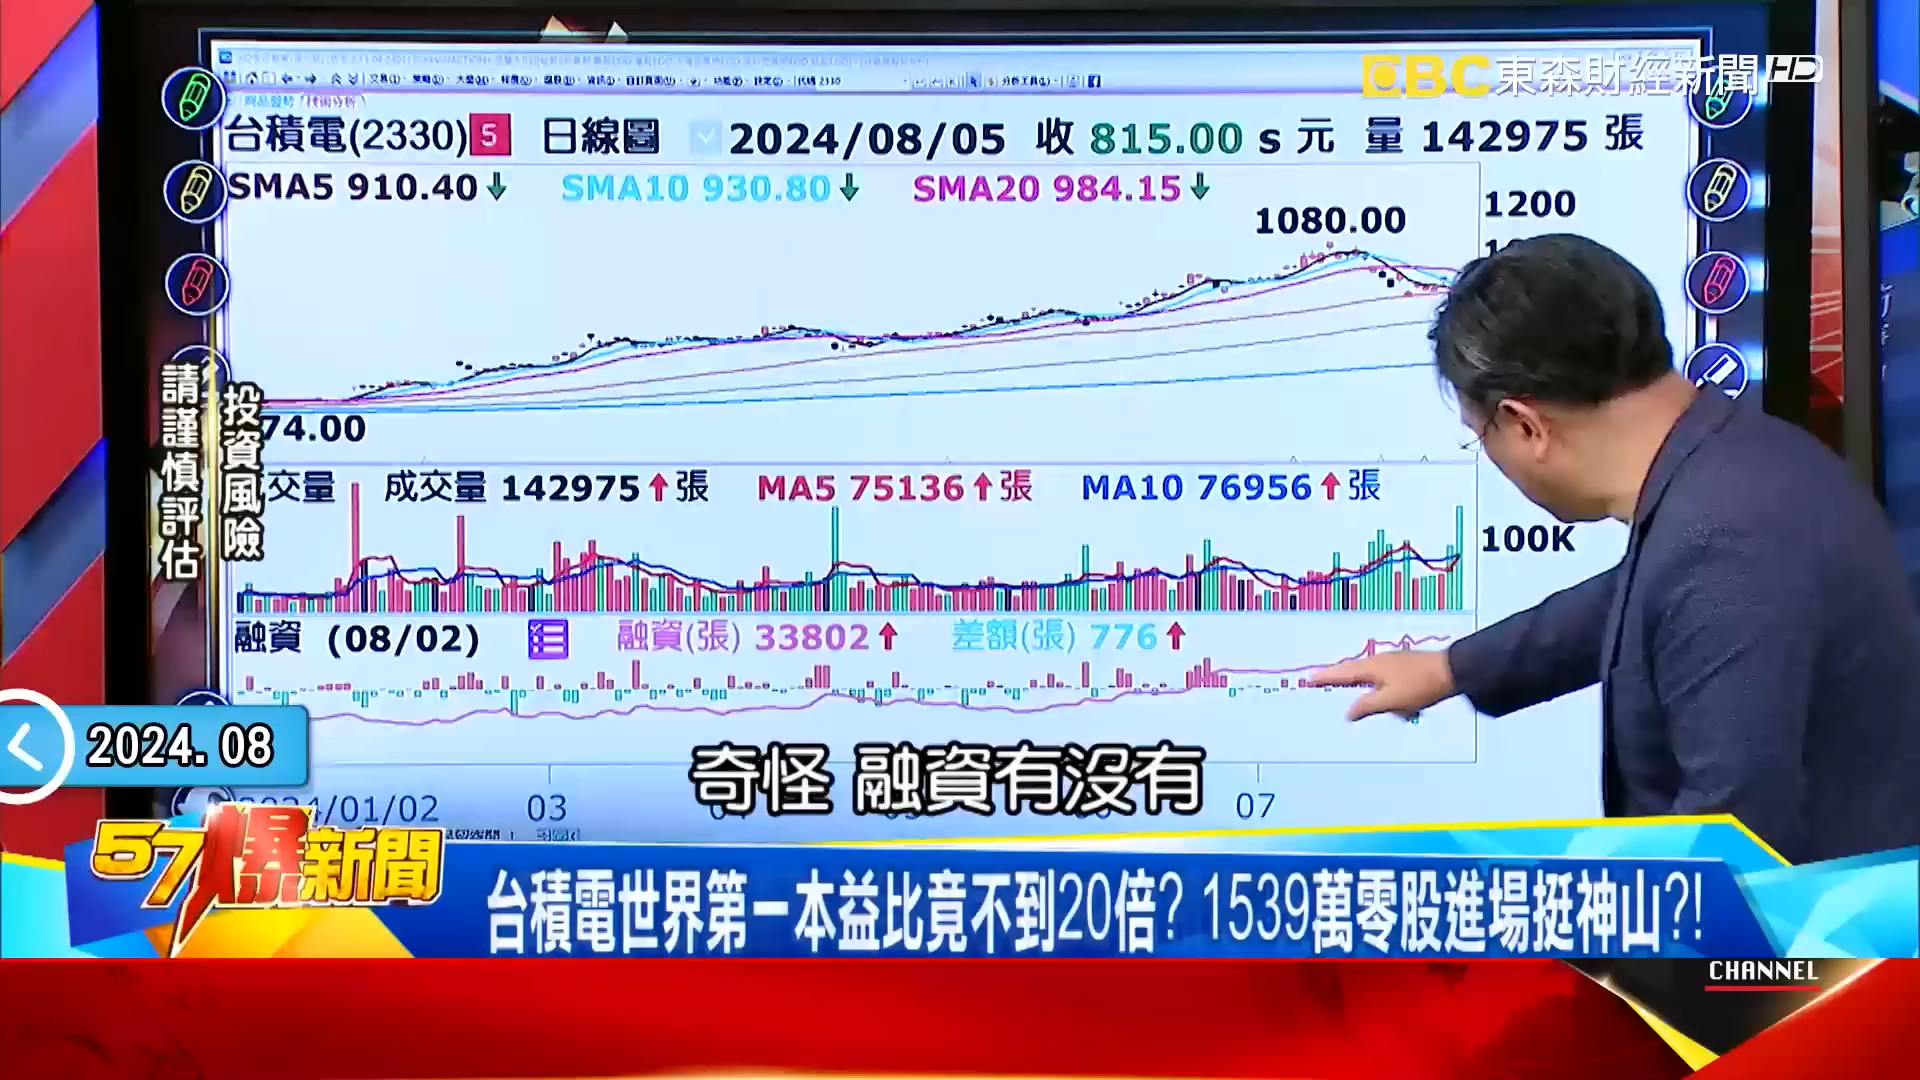 EBC 東森財經新聞 HD
台積電(2330) 5 日線圖 2024/08/05 收 815.00 s 元 量 142975 張
SMA5 910.40↓ SMA10 930.80↓ SMA20 984.15↓
1200
1080.00
74.00
投資風險
請謹慎評估
交量 成交量 142975↑張 MA5 75136↑張 MA10 76956↑張
100K
融資 (08/02) 融資(張) 33802↑ 差額(張) 776↑
2024.08
奇怪 融資有沒有
/01/02 03 07
57爆新聞
台積電世界第一本益比竟不到20倍? 1539萬零股進場挺神山?!
CHANNEL